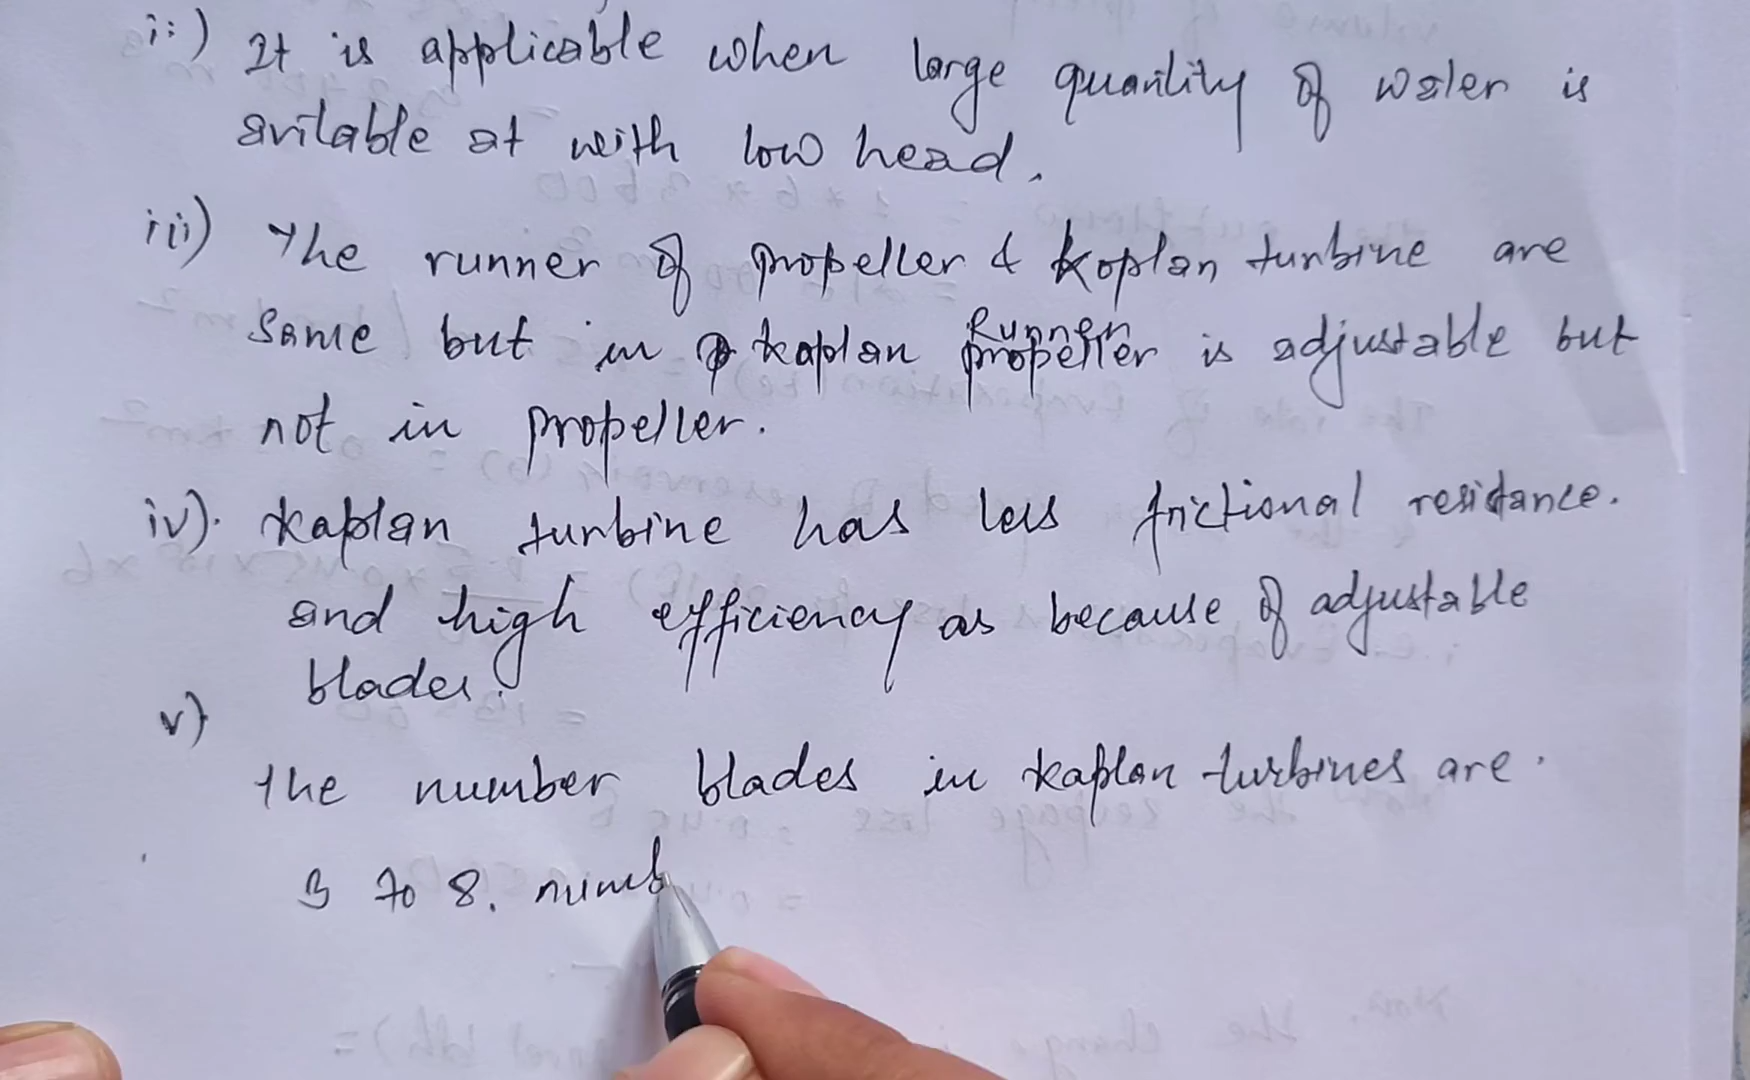 ii) It is applicable when large quantity of water is
avilable at with low head.
iii) The runner of propeller & Kaplan turbine are
Same but in kaplan Runner propeller is adjustable but
not in propeller.
iv). Kaplan turbine has less frictional resistance.
and high efficiency as because of adjustable
blades.
v)
the number blades in kaplan turbines are.
3 to 8. numb